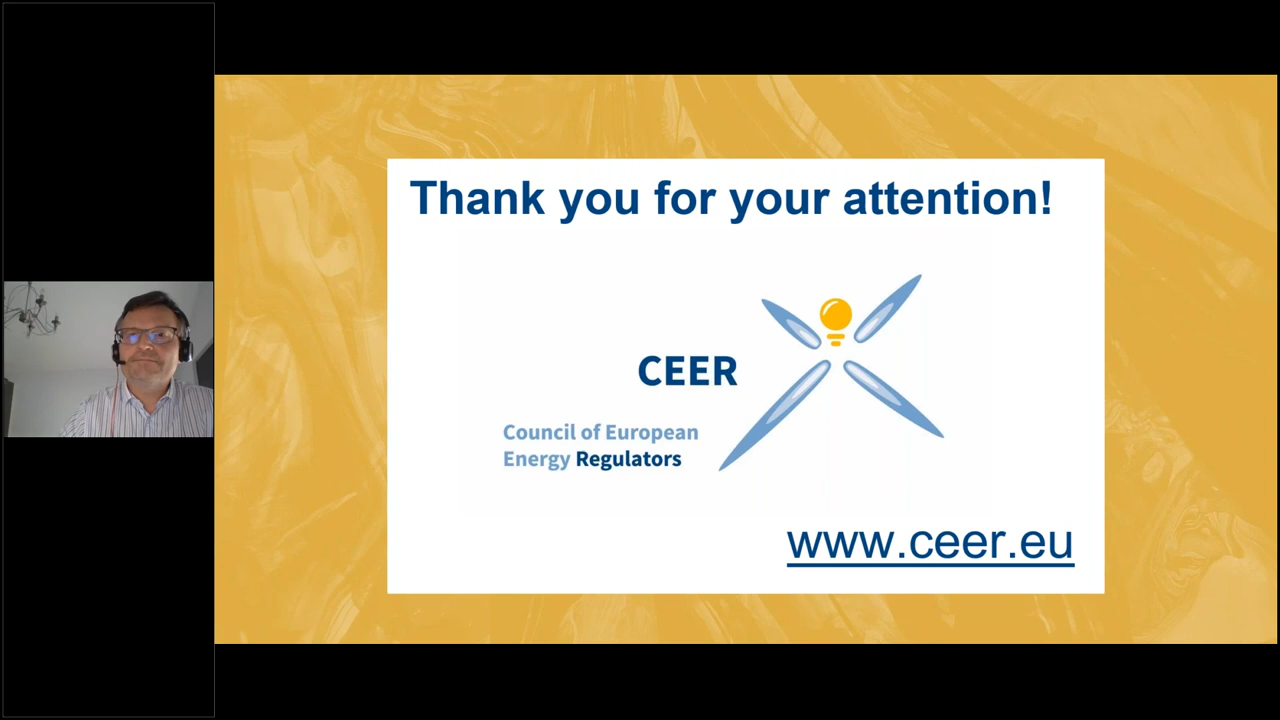 Thank you for your attention!
CEER
Council of European
Energy Regulators
www.ceer.eu